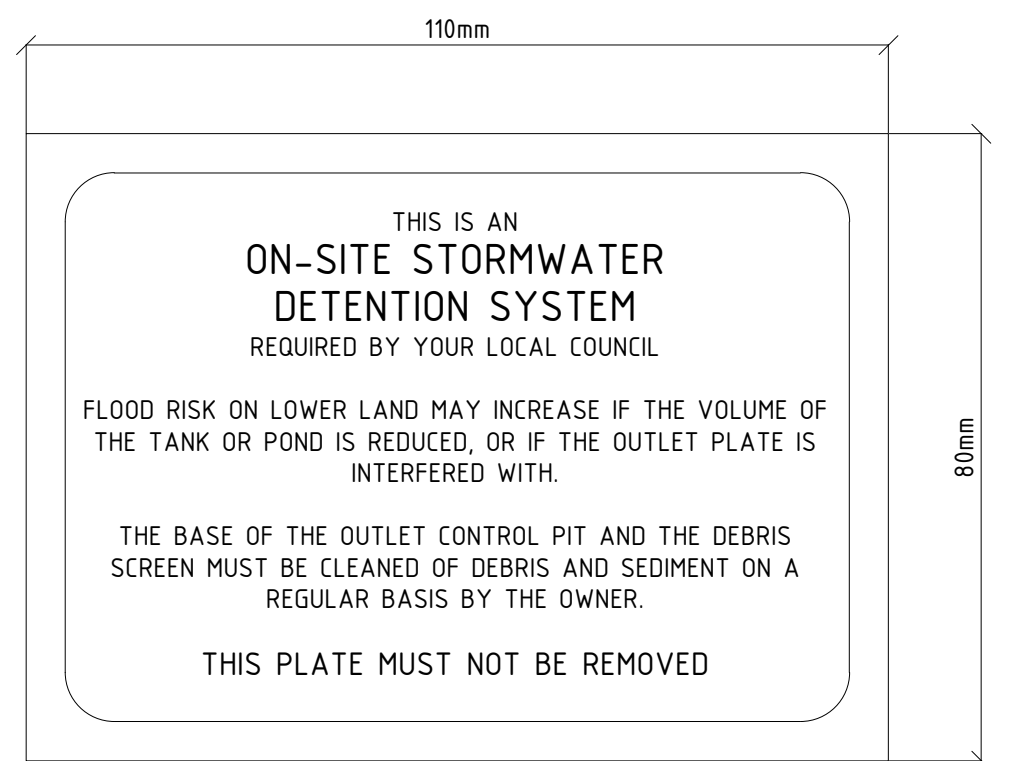 110mm
THIS IS AN
ON-SITE STORMWATER
DETENTION SYSTEM
REQUIRED BY YOUR LOCAL COUNCIL
FLOOD RISK ON LOWER LAND MAY INCREASE IF THE VOLUME OF
THE TANK OR POND IS REDUCED, OR IF THE OUTLET PLATE IS
INTERFERED WITH.
80mm
THE BASE OF THE OUTLET CONTROL PIT AND THE DEBRIS
SCREEN MUST BE CLEANED OF DEBRIS AND SEDIMENT ON A
REGULAR BASIS BY THE OWNER.
THIS PLATE MUST NOT BE REMOVED